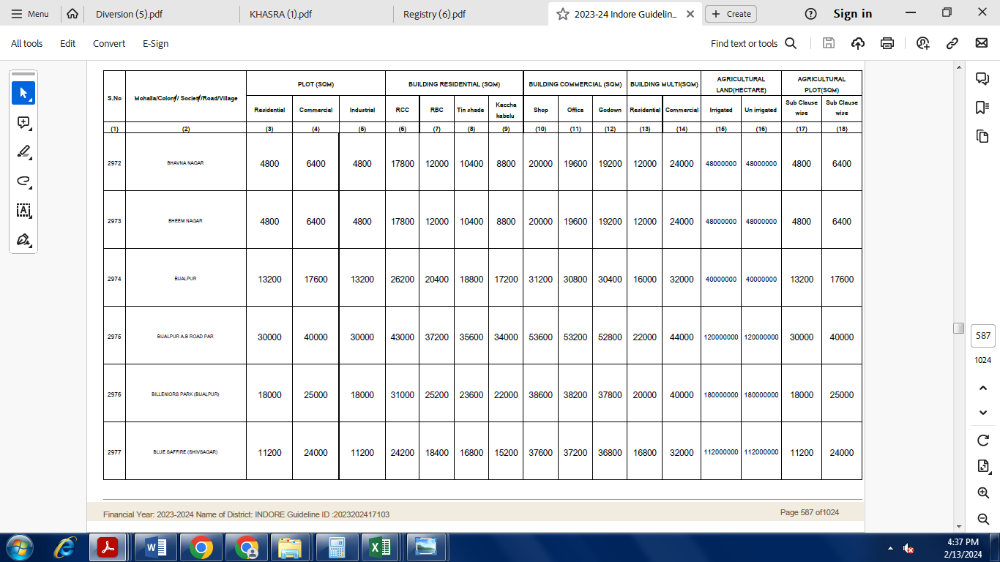 Menu
Diversion (5).pdf
KHASRA (1).pdf
Registry (6).pdf
2023-24 Indore Guidelin...
Create
Sign in
All tools
Edit
Convert
E-Sign
Find text or tools
S.No
Mohalla/Colony/ Society/Road/Village
PLOT (SQM)
BUILDING RESIDENTIAL (SQM)
BUILDING COMMERCIAL (SQM)
BUILDING MULTI(SQM)
AGRICULTURAL LAND(HECTARE)
AGRICULTURAL PLOT(SQM)
Residential Commercial Industrial RCC RBC Tin shade Kaccha kabelu Shop Office Godown Residential Commercial Irrigated Un irrigated Sub Clause wise Sub Clause wise
(1) (2) (3) (4) (5) (6) (7) (8) (9) (10) (11) (12) (13) (14) (15) (16) (17) (18)
2972 BHAVNA NAGAR 4800 6400 4800 17800 12000 10400 8800 20000 19600 19200 12000 24000 48000000 48000000 4800 6400
2973 BHEEM NAGAR 4800 6400 4800 17800 12000 10400 8800 20000 19600 19200 12000 24000 48000000 48000000 4800 6400
2974 BIJALPUR 13200 17600 13200 26200 20400 18800 17200 31200 30800 30400 16000 32000 40000000 40000000 13200 17600
2975 BIJALPUR A.B ROAD PAR 30000 40000 30000 43000 37200 35600 34000 53600 53200 52800 22000 44000 120000000 120000000 30000 40000
2976 BILLENIORS PARK (BIJALPUR) 18000 25000 18000 31000 25200 23600 22000 38600 38200 37800 20000 40000 180000000 180000000 18000 25000
2977 BLUE SAFFIRE (SHIVSAGAR) 11200 24000 11200 24200 18400 16800 15200 37600 37200 36800 16800 32000 112000000 112000000 11200 24000
Financial Year: 2023-2024 Name of District: INDORE Guideline ID :2023202417103
Page 587 of1024
587
1024
4:37 PM
2/13/2024